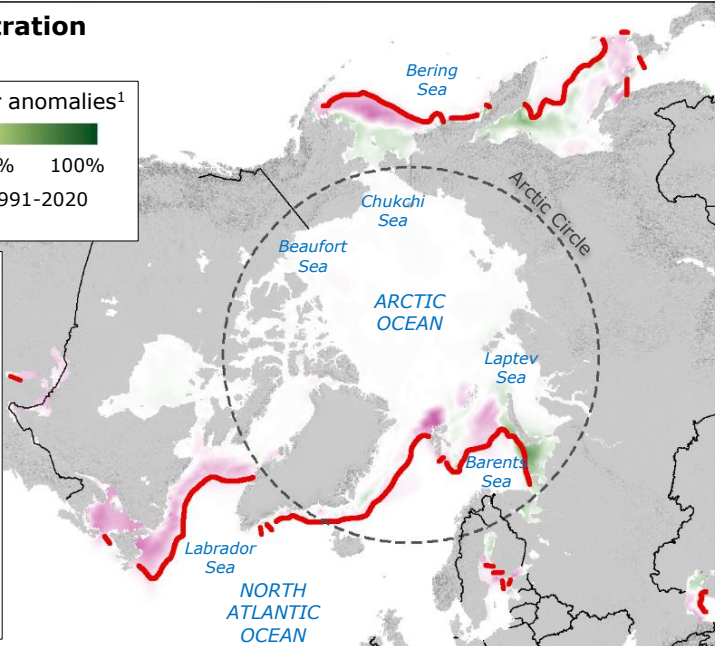 tration
anomalies¹
%
100%
991-2020
Bering
Sea
Arctic Circle
Chukchi
Sea
Beaufort
Sea
ARCTIC
OCEAN
Laptev
Sea
Barents
Sea
Labrador
Sea
NORTH
ATLANTIC
OCEAN